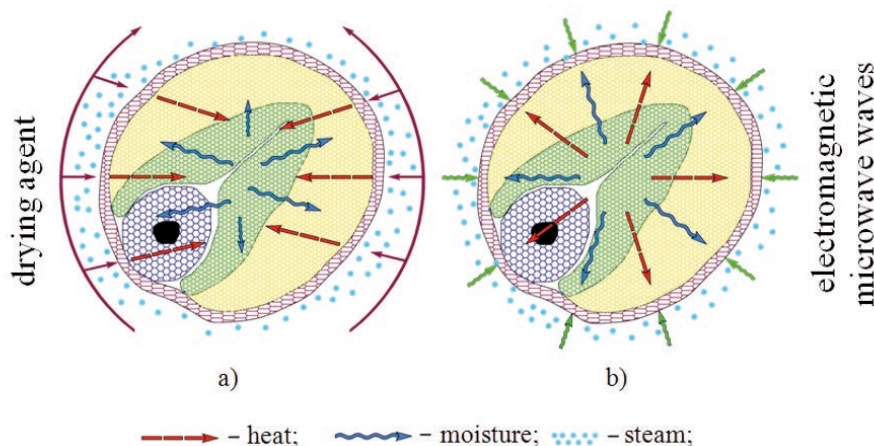 drying agent
electromagnetic
microwave waves
a)
b)
– heat;
– moisture;
– steam;